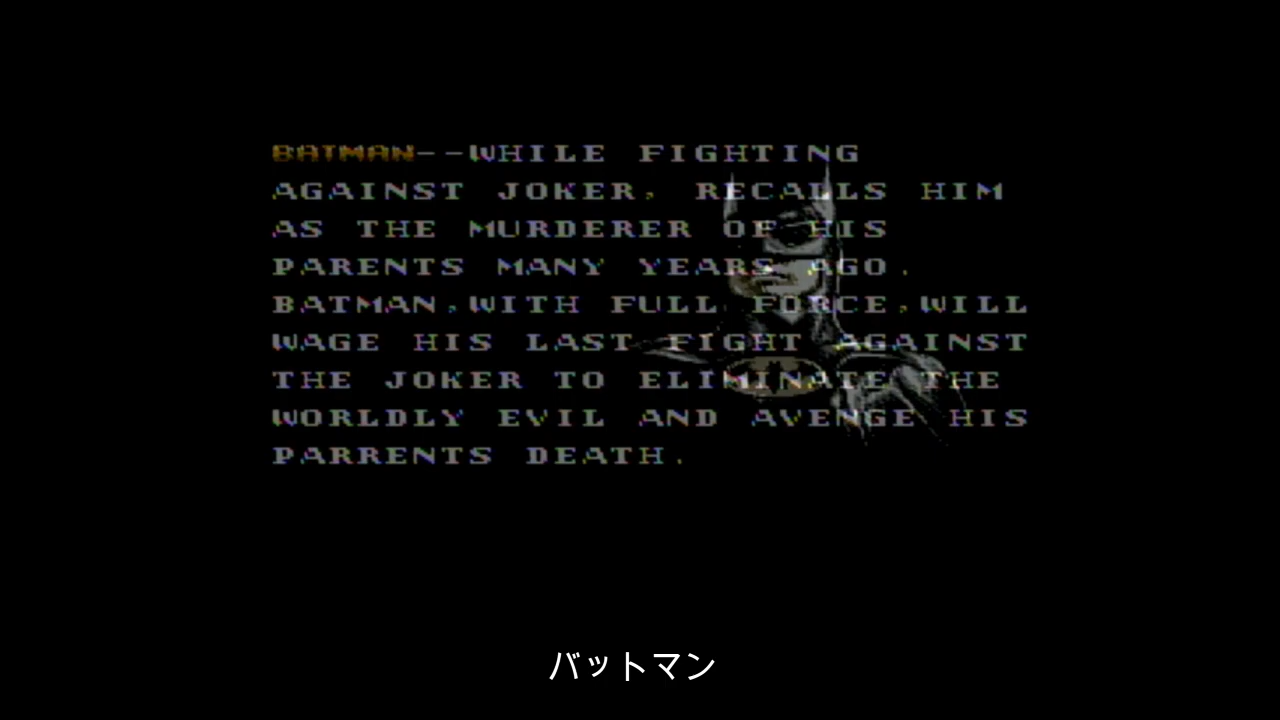 BATMAN--WHILE FIGHTING
AGAINST JOKER, RECALLS HIM
AS THE MURDERER OF HIS
PARENTS MANY YEARS AGO.
BATMAN,WITH FULL FORCE,WILL
WAGE HIS LAST FIGHT AGAINST
THE JOKER TO ELIMINATE THE
WORLDLY EVIL AND AVENGE HIS
PARRENTS DEATH.
バットマン